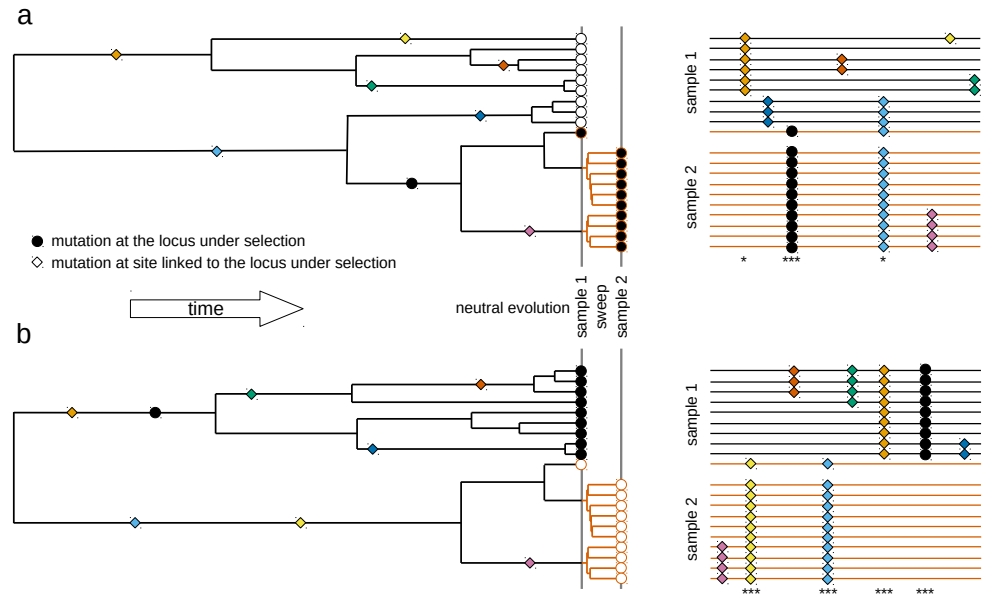 a
sample 1
sample 2
* *** *
mutation at the locus under selection
mutation at site linked to the locus under selection
time
neutral evolution
sample 1
sweep
sample 2
b
sample 1
sample 2
*** *** *** ***